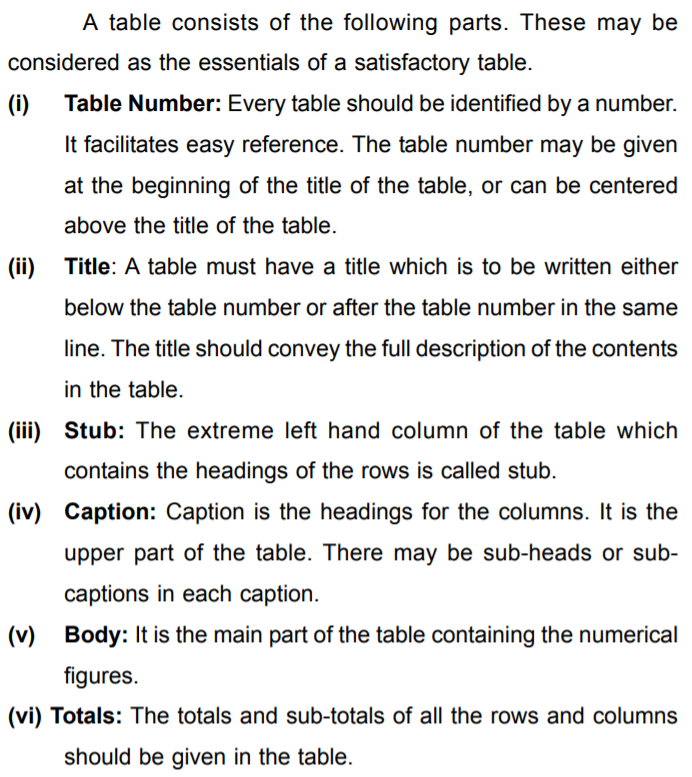 A table consists of the following parts. These may be
considered as the essentials of a satisfactory table.
(i) Table Number: Every table should be identified by a number.
It facilitates easy reference. The table number may be given
at the beginning of the title of the table, or can be centered
above the title of the table.
(ii) Title: A table must have a title which is to be written either
below the table number or after the table number in the same
line. The title should convey the full description of the contents
in the table.
(iii) Stub: The extreme left hand column of the table which
contains the headings of the rows is called stub.
(iv) Caption: Caption is the headings for the columns. It is the
upper part of the table. There may be sub-heads or sub-
captions in each caption.
(v) Body: It is the main part of the table containing the numerical
figures.
(vi) Totals: The totals and sub-totals of all the rows and columns
should be given in the table.